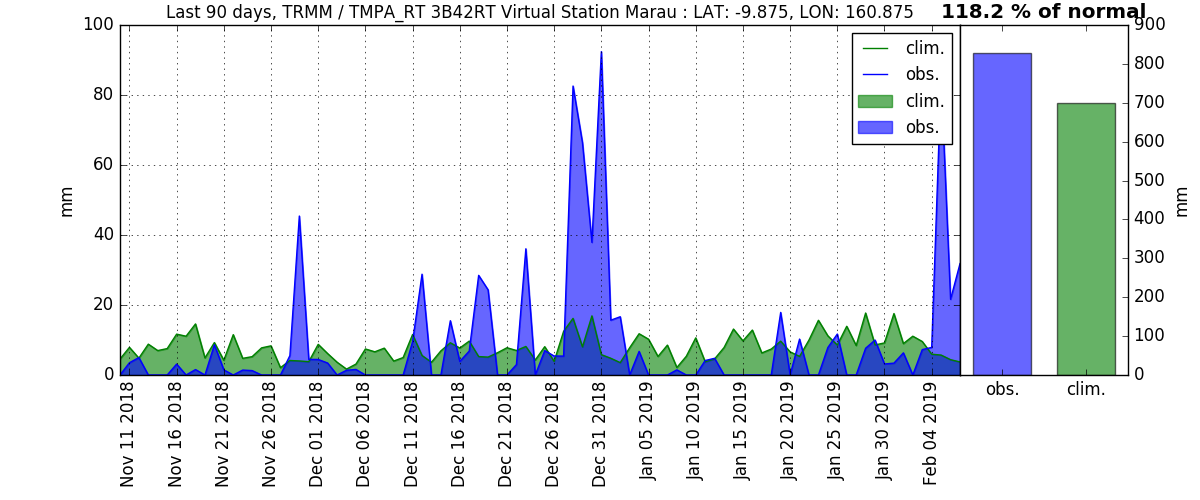 Last 90 days, TRMM / TMPA_RT 3B42RT Virtual Station Marau : LAT: -9.875, LON: 160.875
118.2 % of normal
100
80
60
40
20
0
mm
clim.
obs.
clim.
obs.
900
800
700
600
500
400
300
200
100
0
mm
obs.
clim.
Nov 11 2018
Nov 16 2018
Nov 21 2018
Nov 26 2018
Dec 01 2018
Dec 06 2018
Dec 11 2018
Dec 16 2018
Dec 21 2018
Dec 26 2018
Dec 31 2018
Jan 05 2019
Jan 10 2019
Jan 15 2019
Jan 20 2019
Jan 25 2019
Jan 30 2019
Feb 04 2019